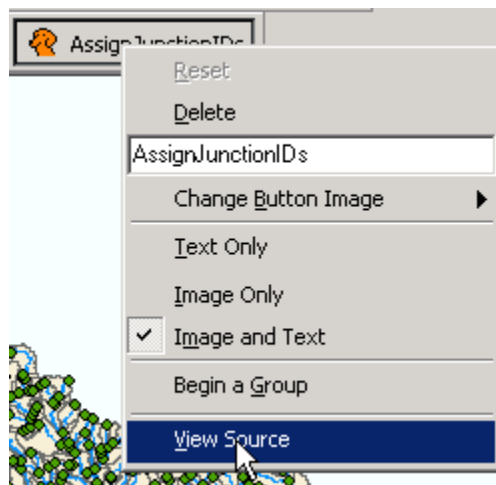 AssignJunctionIDs
Reset
Delete
AssignJunctionIDs
Change Button Image
Text Only
Image Only
Image and Text
Begin a Group
View Source